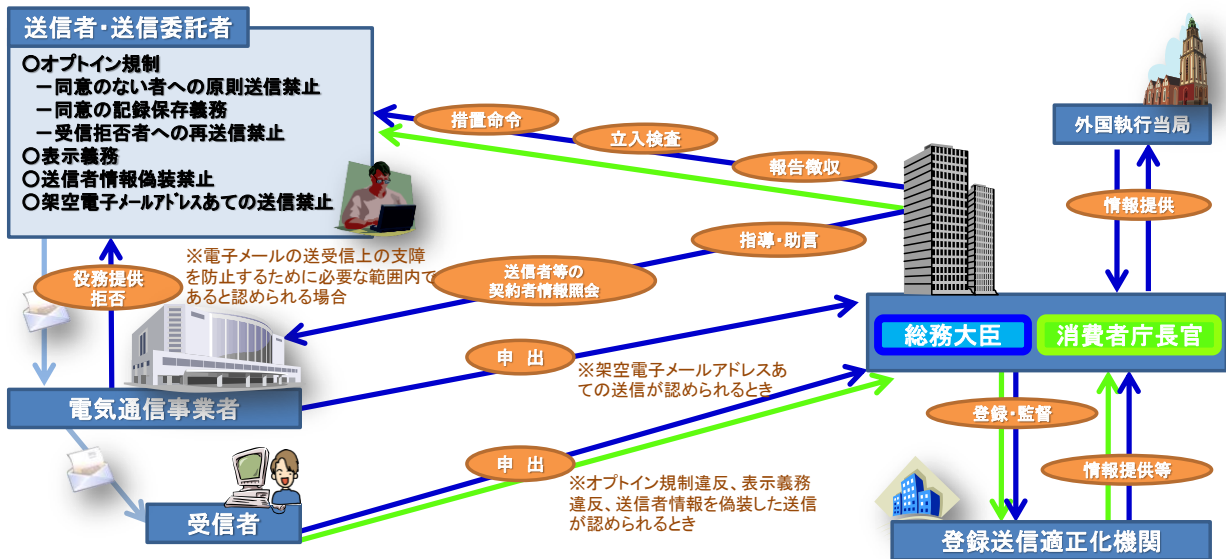 送信者・送信委託者
○オプトイン規制
－同意のない者への原則送信禁止
－同意の記録保存義務
－受信拒否者への再送信禁止
○表示義務
○送信者情報偽装禁止
○架空電子メールアドレスあての送信禁止
措置命令
立入検査
報告徴収
外国執行当局
情報提供
指導・助言
送信者等の
契約者情報照会
役務提供
拒否
※電子メールの送受信上の支障
を防止するために必要な範囲内で
あると認められる場合
総務大臣
消費者庁長官
申 出
※架空電子メールアドレスあ
ての送信が認められるとき
電気通信事業者
登録・監督
申 出
情報提供等
※オプトイン規制違反、表示義務
違反、送信者情報を偽装した送信
が認められるとき
受信者
登録送信適正化機関